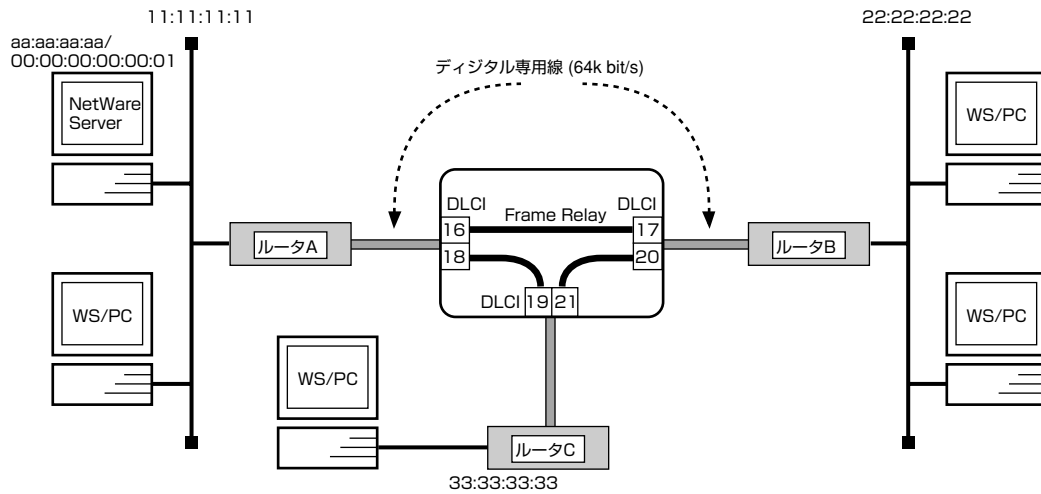 11:11:11:11
22:22:22:22
aa:aa:aa:aa/
00:00:00:00:00:01
ディジタル専用線 (64k bit/s)
NetWare
Server
WS/PC
DLCI
Frame Relay
DLCI
16
17
ルータA
ルータB
18
20
DLCI
19
21
WS/PC
WS/PC
WS/PC
ルータC
33:33:33:33